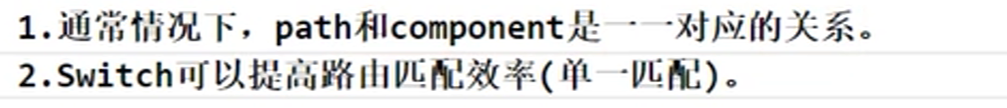 1.通常情况下，path和component是一一对应的关系。
2.Switch可以提高路由匹配效率(单一匹配)。